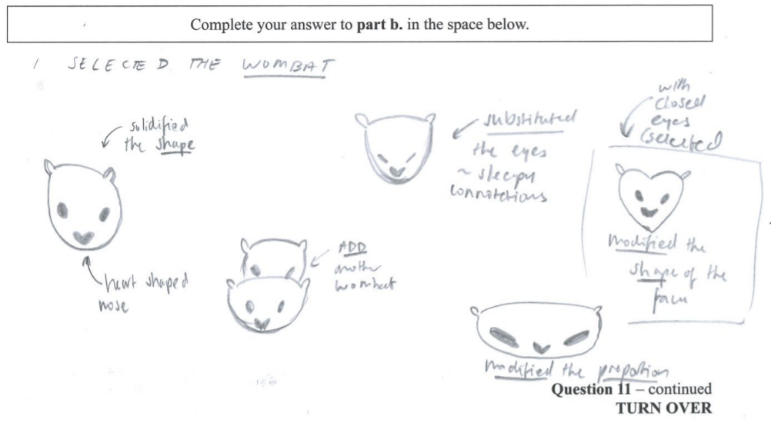 Complete your answer to part b. in the space below.
I SELECTED THE WOMBAT
solidified
the shape
heart shaped
nose
ADD
another
wombat
substituted
the eyes
~ sleepy
connotations
with
closed
eyes
(selected
modified the
shape of the
face
modified the proportion
Question 11 – continued
TURN OVER